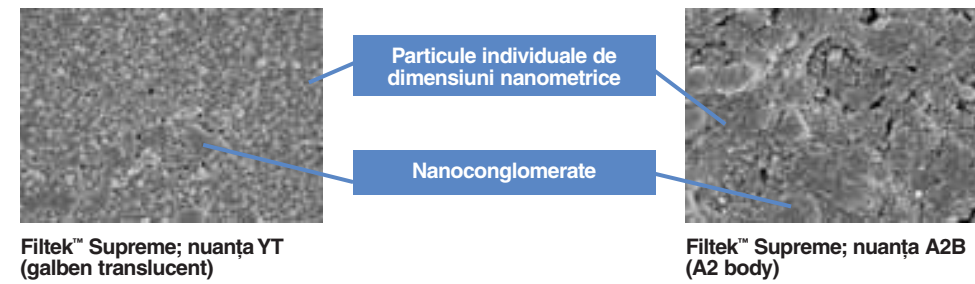 Particule individuale de
dimensiuni nanometrice
Nanoconglomerate
Filtek™ Supreme; nuanța YT
(galben translucent)
Filtek™ Supreme; nuanța A2B
(A2 body)